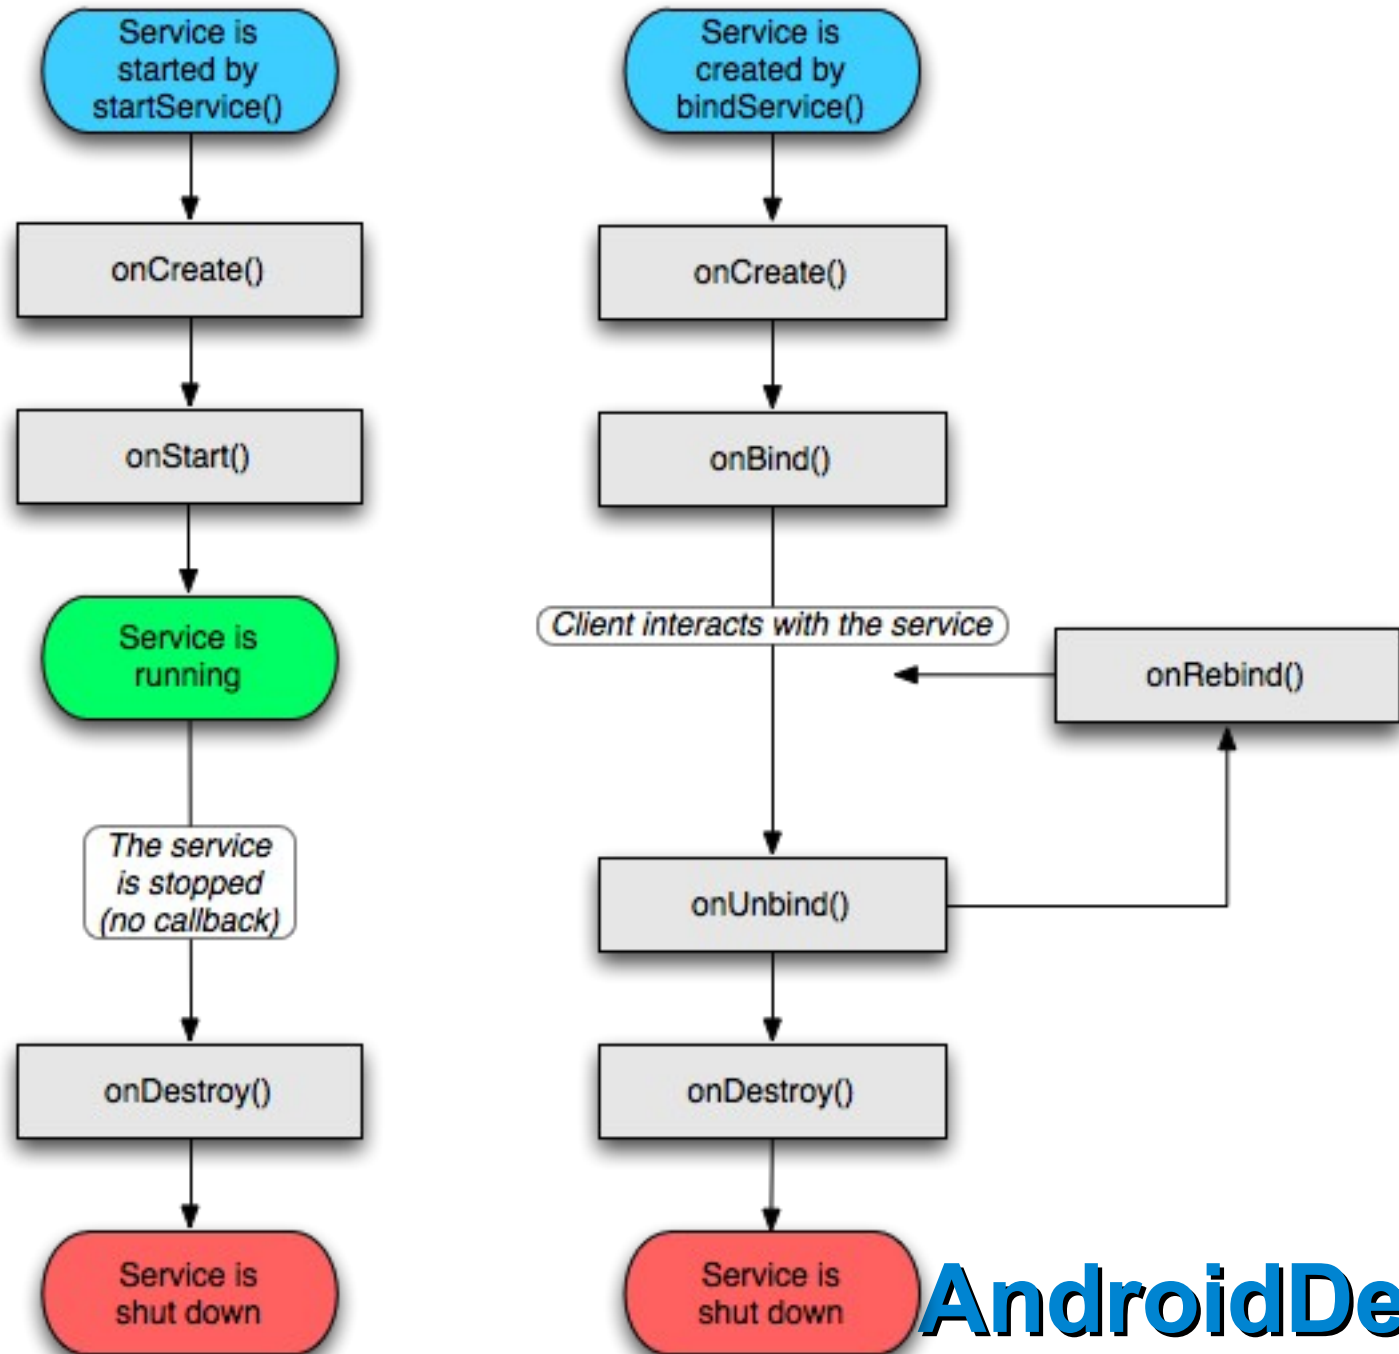 Service is
started by
startService()
onCreate()
onStart()
Service is
running
The service
is stopped
(no callback)
onDestroy()
Service is
shut down
Service is
created by
bindService()
onCreate()
onBind()
Client interacts with the service
onRebind()
onUnbind()
onDestroy()
Service is
shut down
AndroidDe